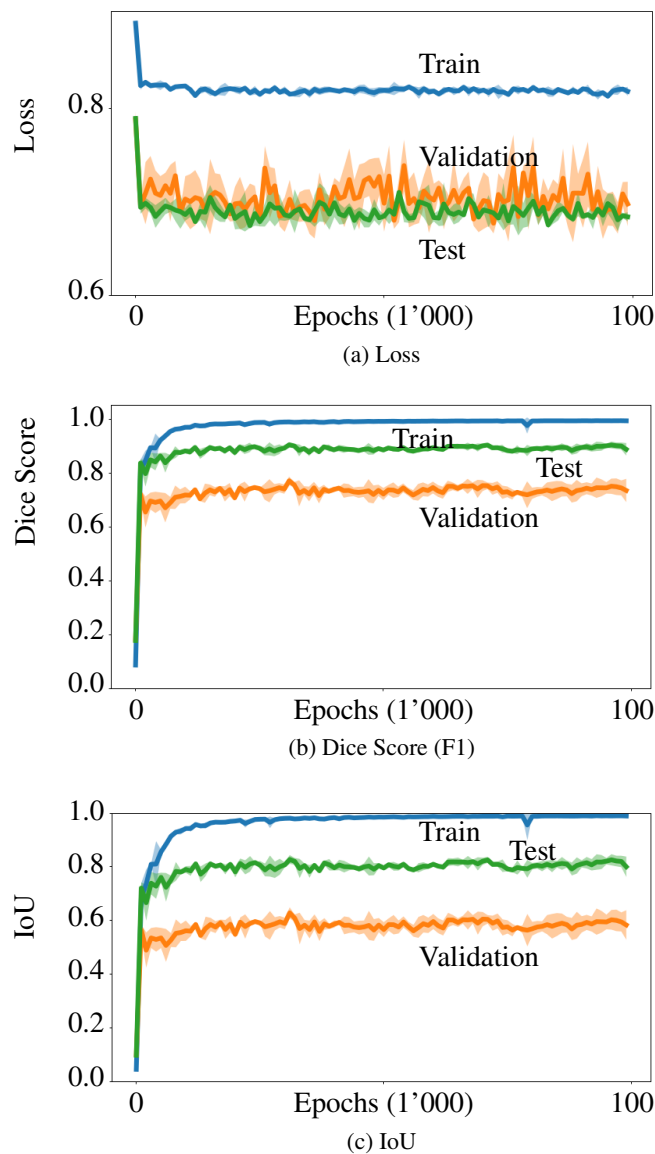 Train
0.8
Loss
Validation
Test
0.6
0 Epochs (1’000) 100
(a) Loss
1.0
Train
0.8
Test
Dice Score
0.6
Validation
0.4
0.2
0.0
0 Epochs (1’000) 100
(b) Dice Score (F1)
1.0
Train
Test
0.8
0.6
IoU
Validation
0.4
0.2
0.0
0 Epochs (1’000) 100
(c) IoU